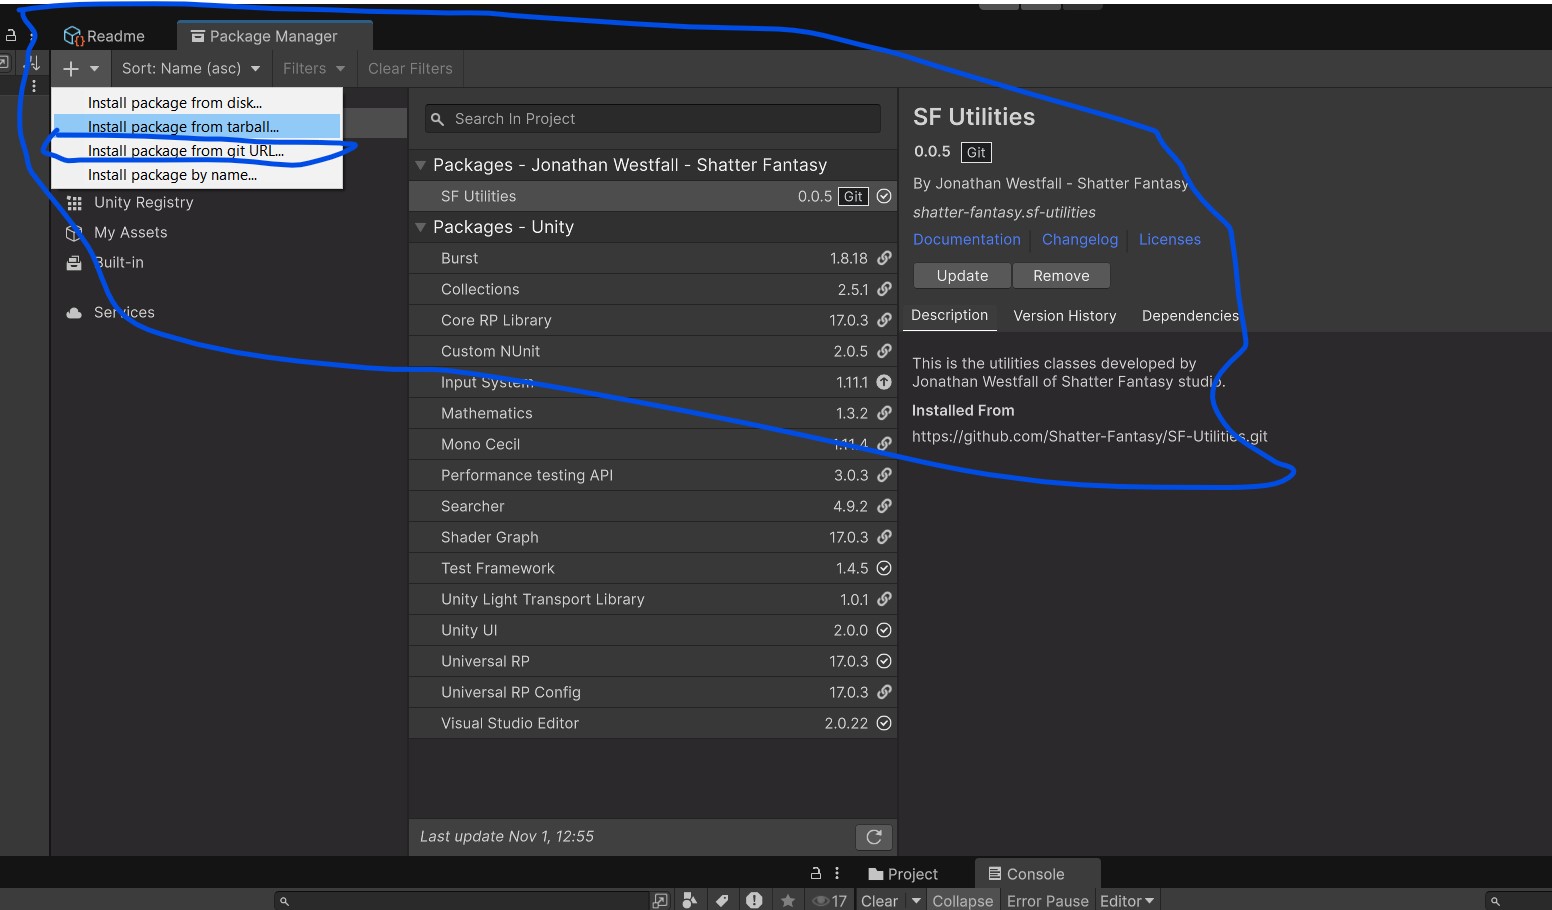 Readme
Package Manager
Sort: Name (asc)
Filters
Clear Filters
Install package from disk...
Install package from tarball...
Install package from git URL...
Install package by name...
Unity Registry
My Assets
Built-in
Services
Search In Project
Packages - Jonathan Westfall - Shatter Fantasy
SF Utilities 0.0.5 Git
Packages - Unity
Burst 1.8.18
Collections 2.5.1
Core RP Library 17.0.3
Custom NUnit 2.0.5
Input System 1.11.1
Mathematics 1.3.2
Mono Cecil 1.11.4
Performance testing API 3.0.3
Searcher 4.9.2
Shader Graph 17.0.3
Test Framework 1.4.5
Unity Light Transport Library 1.0.1
Unity UI 2.0.0
Universal RP 17.0.3
Universal RP Config 17.0.3
Visual Studio Editor 2.0.22
Last update Nov 1, 12:55
SF Utilities
0.0.5 Git
By Jonathan Westfall - Shatter Fantasy
shatter-fantasy.sf-utilities
Documentation Changelog Licenses
Update Remove
Description Version History Dependencies
This is the utilities classes developed by
Jonathan Westfall of Shatter Fantasy studio.
Installed From
https://github.com/Shatter-Fantasy/SF-Utilities.git
Project Console
17 Clear Collapse Error Pause Editor